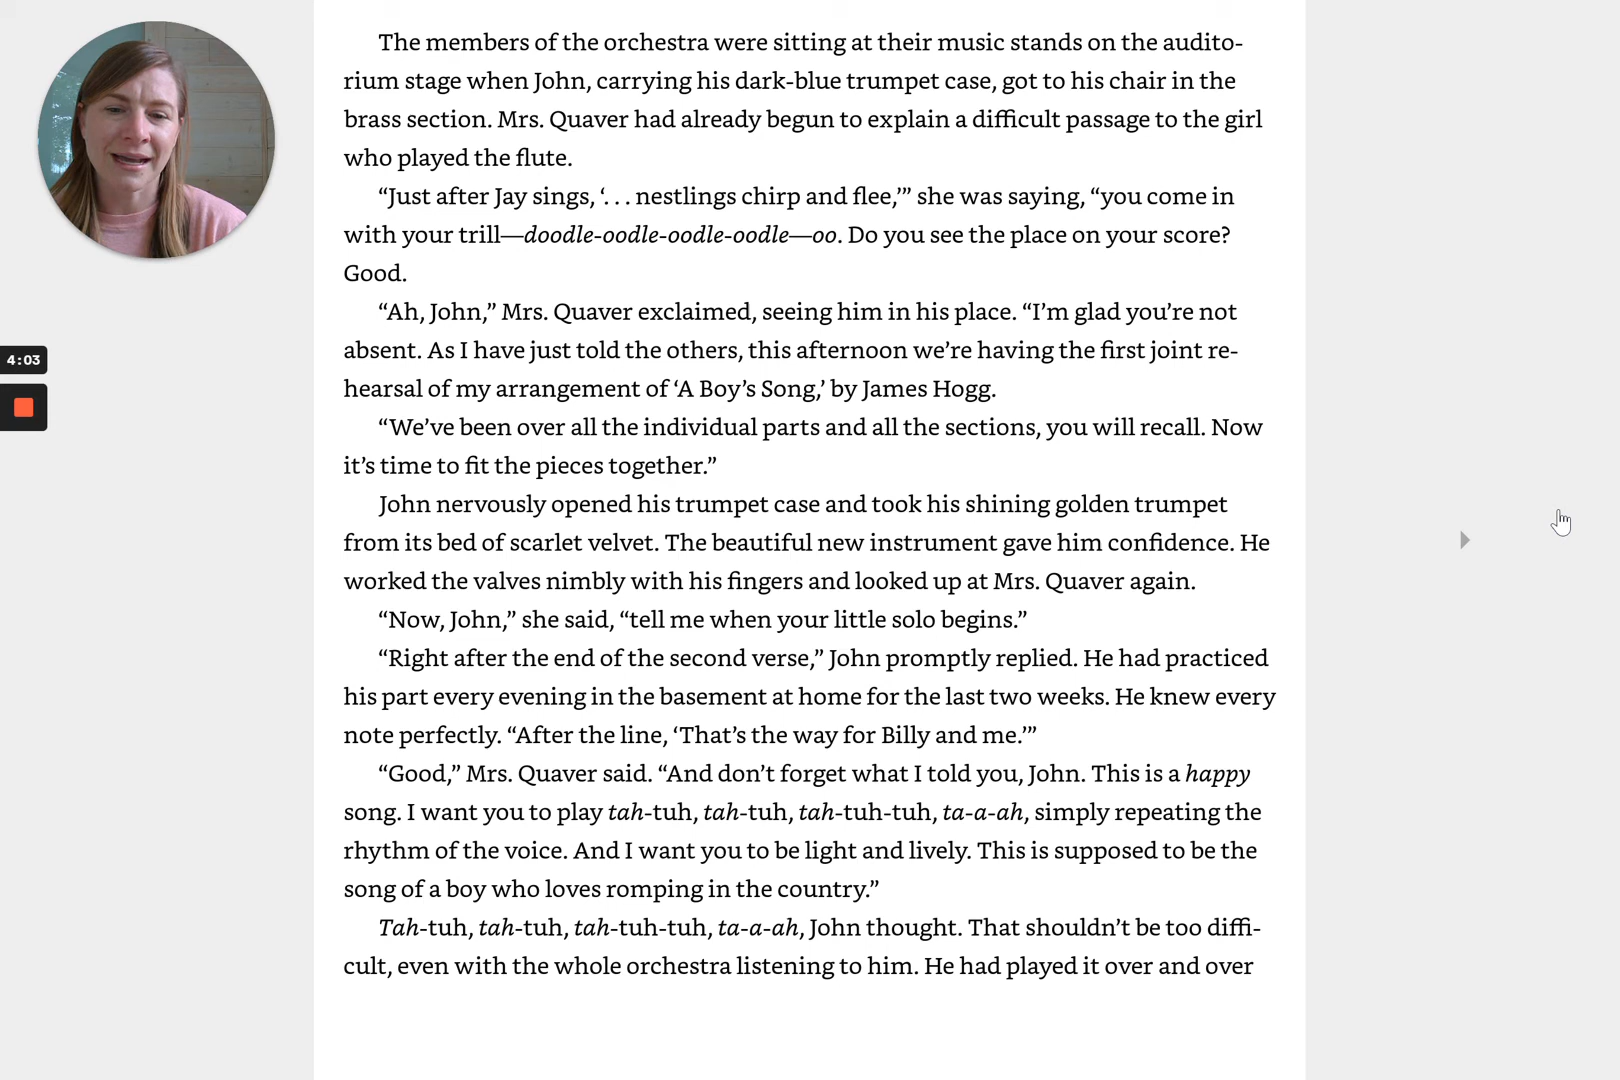 The members of the orchestra were sitting at their music stands on the audito-
rium stage when John, carrying his dark-blue trumpet case, got to his chair in the
brass section. Mrs. Quaver had already begun to explain a difficult passage to the girl
who played the flute.
“Just after Jay sings, ‘. . . nestlings chirp and flee,’” she was saying, “you come in
with your trill—doodle-oodle-oodle-oodle—oo. Do you see the place on your score?
Good.
“Ah, John,” Mrs. Quaver exclaimed, seeing him in his place. “I’m glad you’re not
absent. As I have just told the others, this afternoon we’re having the first joint re-
hearsal of my arrangement of ‘A Boy’s Song,’ by James Hogg.
“We’ve been over all the individual parts and all the sections, you will recall. Now
it’s time to fit the pieces together.”
John nervously opened his trumpet case and took his shining golden trumpet
from its bed of scarlet velvet. The beautiful new instrument gave him confidence. He
worked the valves nimbly with his fingers and looked up at Mrs. Quaver again.
“Now, John,” she said, “tell me when your little solo begins.”
“Right after the end of the second verse,” John promptly replied. He had practiced
his part every evening in the basement at home for the last two weeks. He knew every
note perfectly. “After the line, ‘That’s the way for Billy and me.’”
“Good,” Mrs. Quaver said. “And don’t forget what I told you, John. This is a happy
song. I want you to play tah-tuh, tah-tuh, tah-tuh-tuh, ta-a-ah, simply repeating the
rhythm of the voice. And I want you to be light and lively. This is supposed to be the
song of a boy who loves romping in the country.”
Tah-tuh, tah-tuh, tah-tuh-tuh, ta-a-ah, John thought. That shouldn’t be too diffi-
cult, even with the whole orchestra listening to him. He had played it over and over
4:03